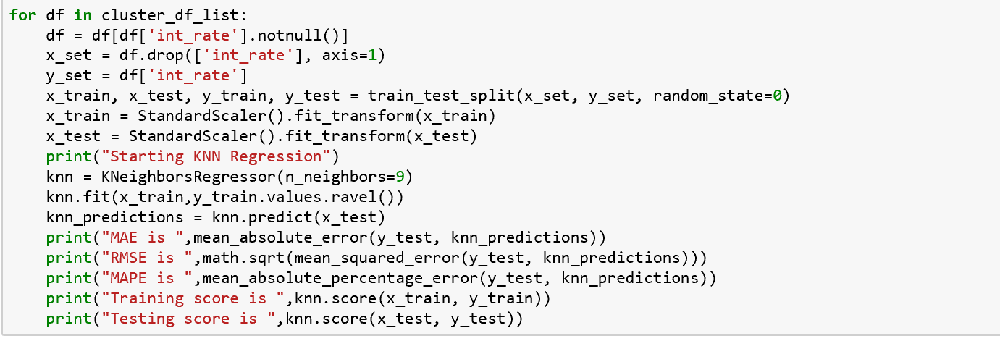 for df in cluster_df_list:
    df = df[df['int_rate'].notnull()]
    x_set = df.drop(['int_rate'], axis=1)
    y_set = df['int_rate']
    x_train, x_test, y_train, y_test = train_test_split(x_set, y_set, random_state=0)
    x_train = StandardScaler().fit_transform(x_train)
    x_test = StandardScaler().fit_transform(x_test)
    print("Starting KNN Regression")
    knn = KNeighborsRegressor(n_neighbors=9)
    knn.fit(x_train,y_train.values.ravel())
    knn_predictions = knn.predict(x_test)
    print("MAE is ",mean_absolute_error(y_test, knn_predictions))
    print("RMSE is ",math.sqrt(mean_squared_error(y_test, knn_predictions)))
    print("MAPE is ",mean_absolute_percentage_error(y_test, knn_predictions))
    print("Training score is ",knn.score(x_train, y_train))
    print("Testing score is ",knn.score(x_test, y_test))